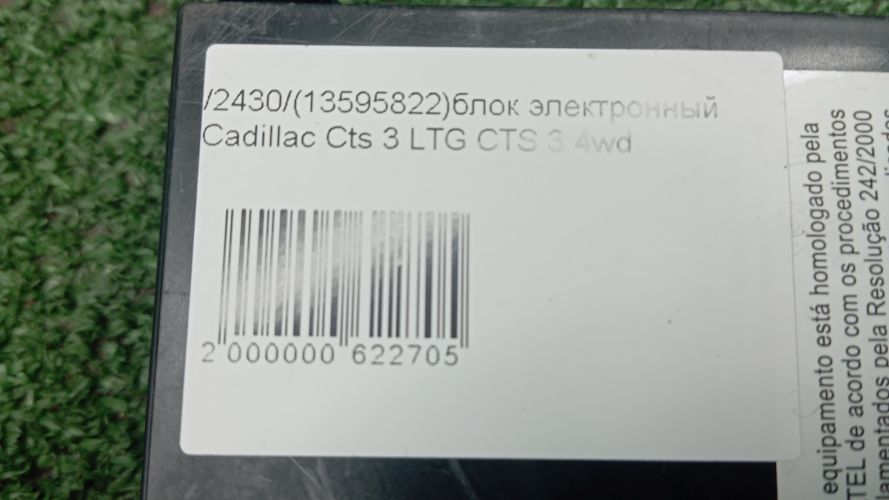 /2430/(13595822)блок электронный
Cadillac Cts 3 LTG CTS 3 4wd
2 000000 622705
equipamento está homologado pela
TEL de acordo com os procedimentos
amentados pela Resolução 242/2000